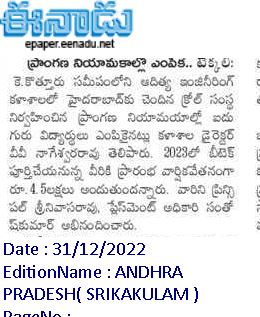 ఈనాడు
epaper.eenadu.net
ప్రాంగణ నియామకాల్లో ఎంపిక.. టెక్కలి:
కె.కొత్తూరు సమీపంలోని ఆదిత్య ఇంజినీరింగ్
కళాశాలలో హైదరాబాద్‌కు చెందిన క్రోల్ సంస్థ
నిర్వహించిన ప్రాంగణ నియామయాల్లో ఐదు
గురు విద్యార్థులు ఎంపికైనట్లు కళాశాల డైరెక్టర్
వీవీ నాగేశ్వరరావు తెలిపారు. 2023లో బీటెక్
పూర్తిచేయనున్న వీరికి ప్రారంభ వార్షికవేతనంగా
రూ.4.5లక్షలు అందుతుందన్నారు. వారిని ప్రిన్సి
పల్ శ్రీనివాసరావు, ప్లేస్‌మెంట్ అధికారి సంతో
ష్‌కుమార్ అభినందించారు.
Date : 31/12/2022
EditionName : ANDHRA
PRADESH( SRIKAKULAM )
PageNo :